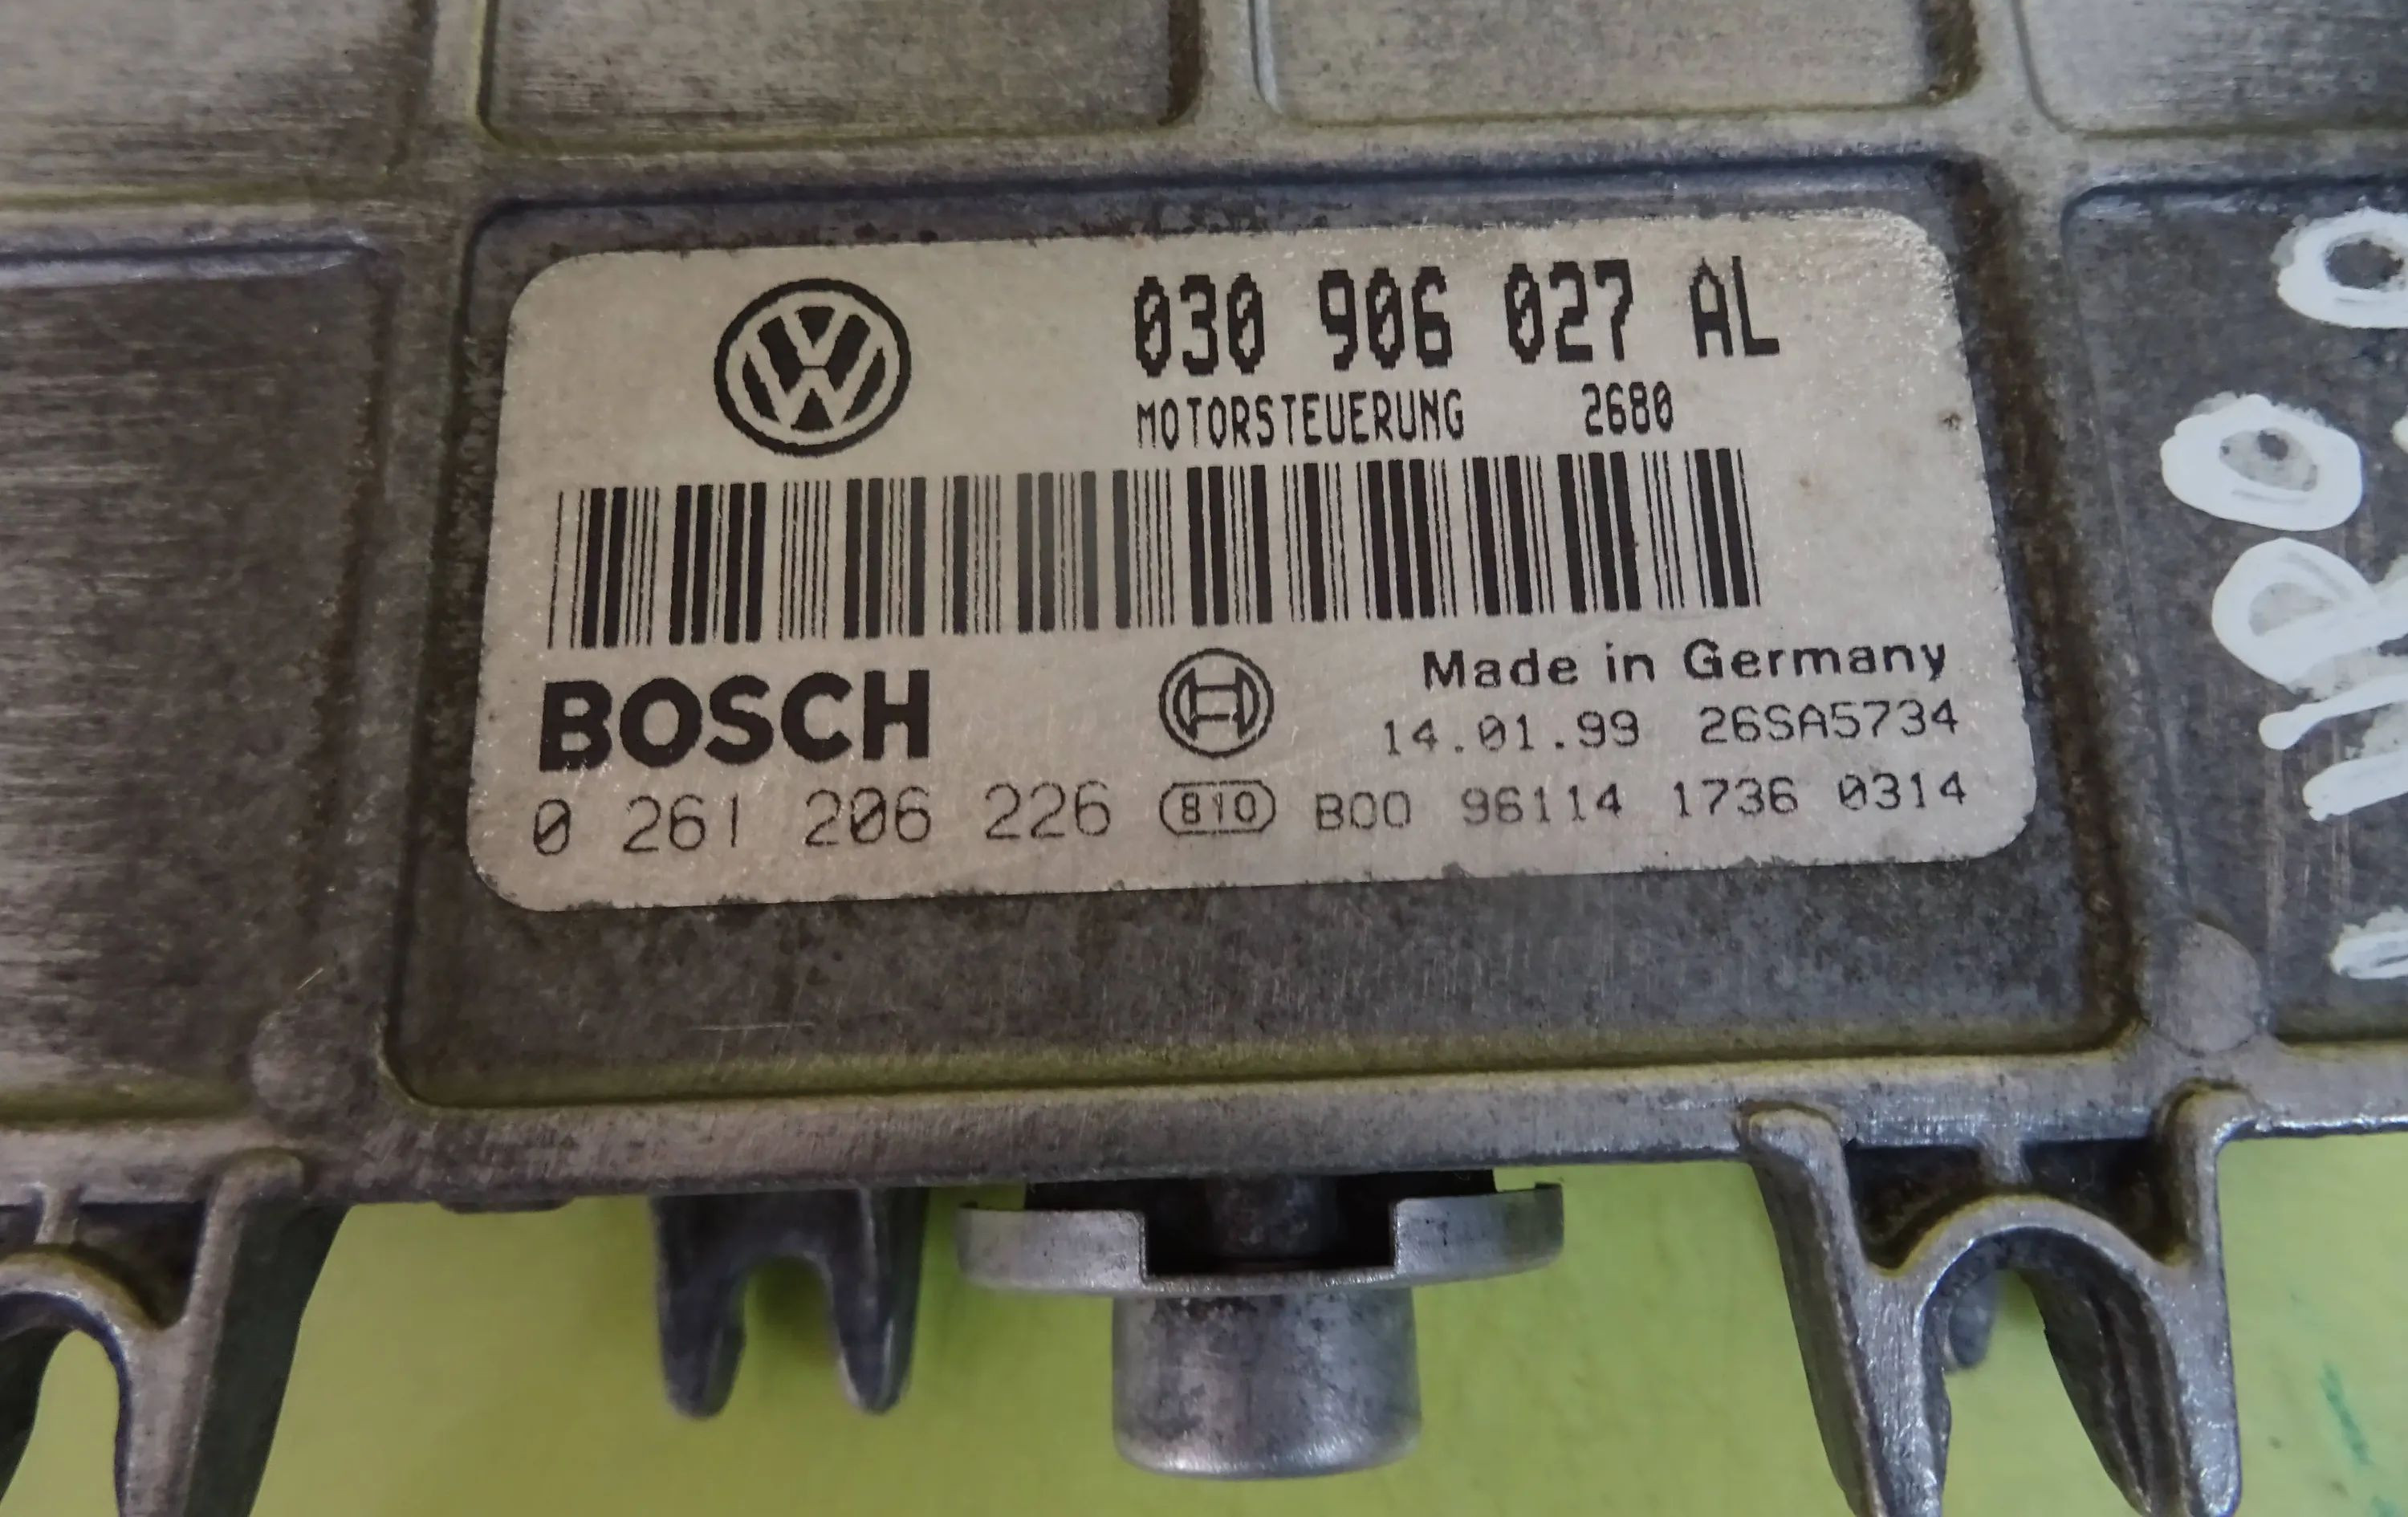 030 906 027 AL
MOTORSTEUERUNG 2680
BOSCH
Made in Germany
14.01.99 26SA5734
0 261 206 226 810 B00 96114 1736 0314